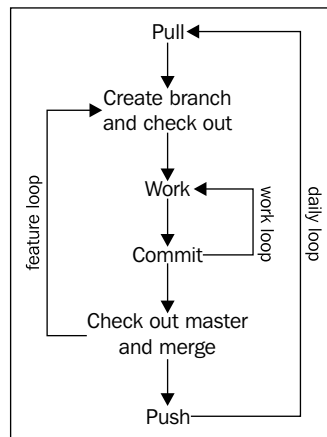 Pull
Create branch
and check out
Work
Commit
Check out master
and merge
Push
feature loop
work loop
daily loop